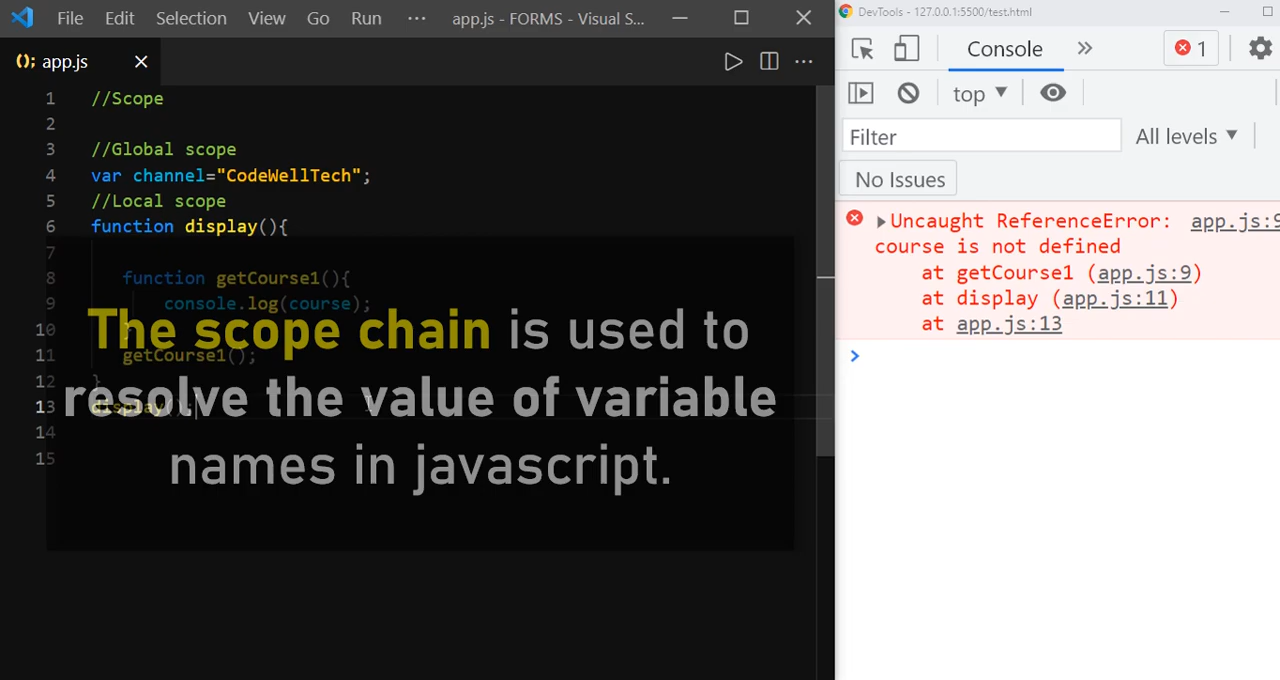 File Edit Selection View Go Run ··· app.js - FORMS - Visual S...
(); app.js
1 //Scope
2
3 //Global scope
4 var channel="CodeWellTech";
5 //Local scope
6 function display(){
7
8 function getCourse1(){
9 console.log(course);
10 }
11 getCourse1();
12 }
13 display();
14
15
The scope chain is used to
resolve the value of variable
names in javascript.
DevTools - 127.0.0.1:5500/test.html
Console » 1
top ▼
Filter All levels ▼
No Issues
Uncaught ReferenceError: app.js:9
course is not defined
at getCourse1 (app.js:9)
at display (app.js:11)
at app.js:13